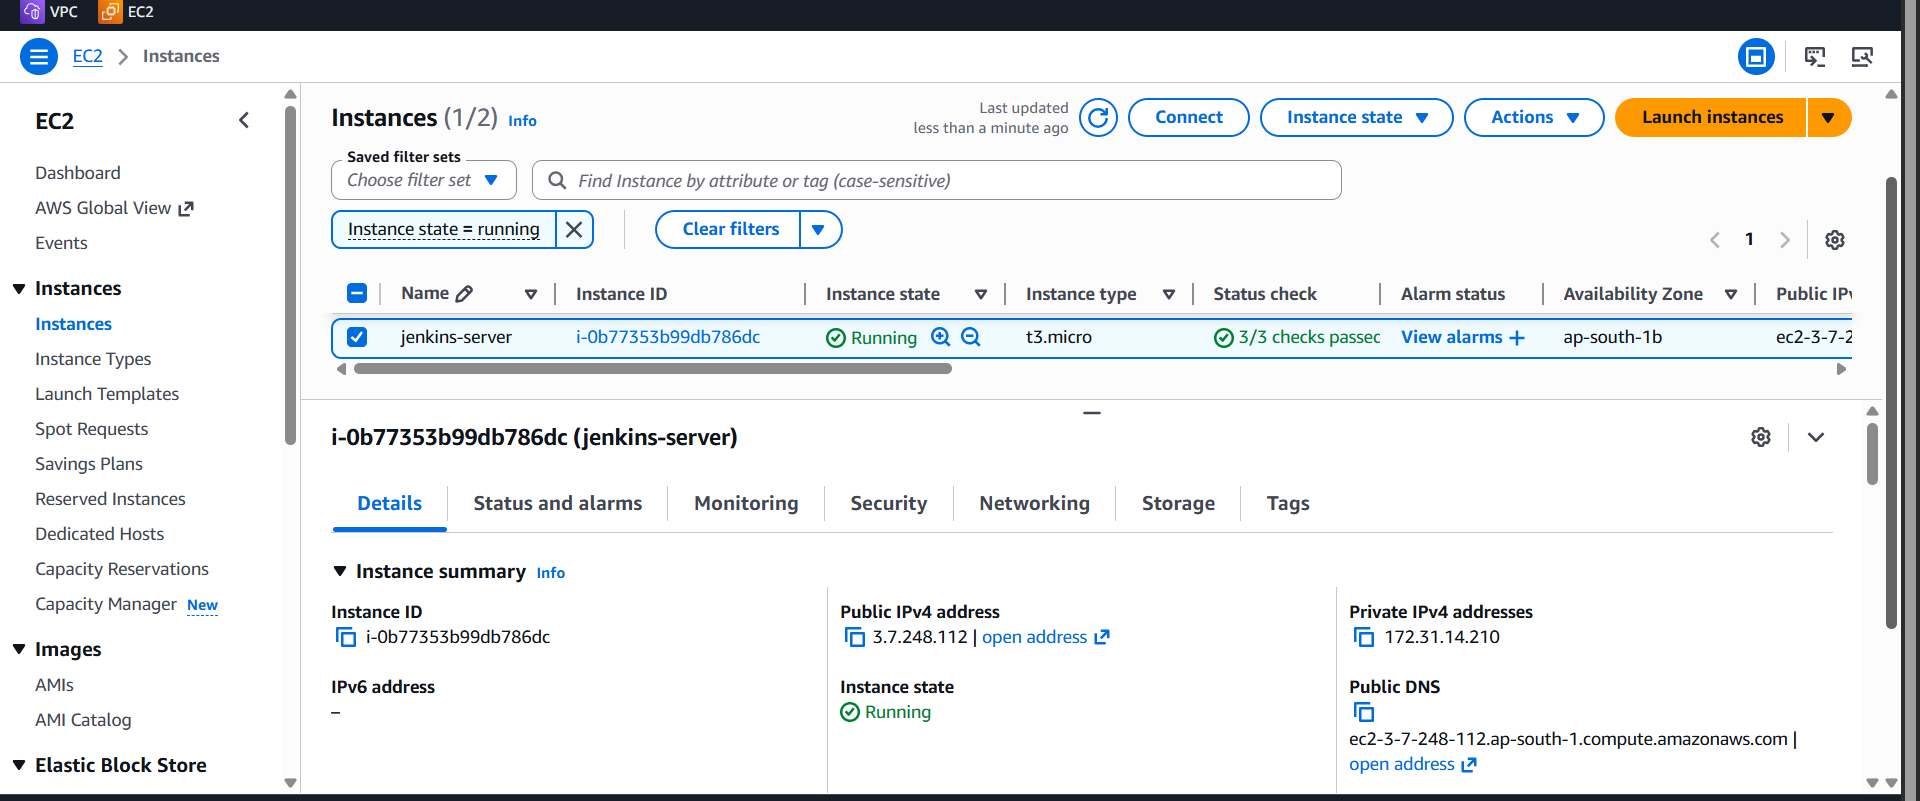 VPC EC2
EC2 Instances
EC2
Dashboard
AWS Global View
Events
Instances
Instances
Instance Types
Launch Templates
Spot Requests
Savings Plans
Reserved Instances
Dedicated Hosts
Capacity Reservations
Capacity Manager New
Images
AMIs
AMI Catalog
Elastic Block Store
Instances (1/2) Info
Last updated
less than a minute ago
Connect Instance state Actions Launch instances
Saved filter sets
Choose filter set
Find Instance by attribute or tag (case-sensitive)
Instance state = running
Clear filters
1
Name Instance ID Instance state Instance type Status check Alarm status Availability Zone Public IPv
jenkins-server i-0b77353b99db786dc Running t3.micro 3/3 checks passed View alarms + ap-south-1b ec2-3-7-2
i-0b77353b99db786dc (jenkins-server)
Details Status and alarms Monitoring Security Networking Storage Tags
Instance summary Info
Instance ID
i-0b77353b99db786dc
Public IPv4 address
3.7.248.112 | open address
Private IPv4 addresses
172.31.14.210
IPv6 address
–
Instance state
Running
Public DNS
ec2-3-7-248-112.ap-south-1.compute.amazonaws.com |
open address